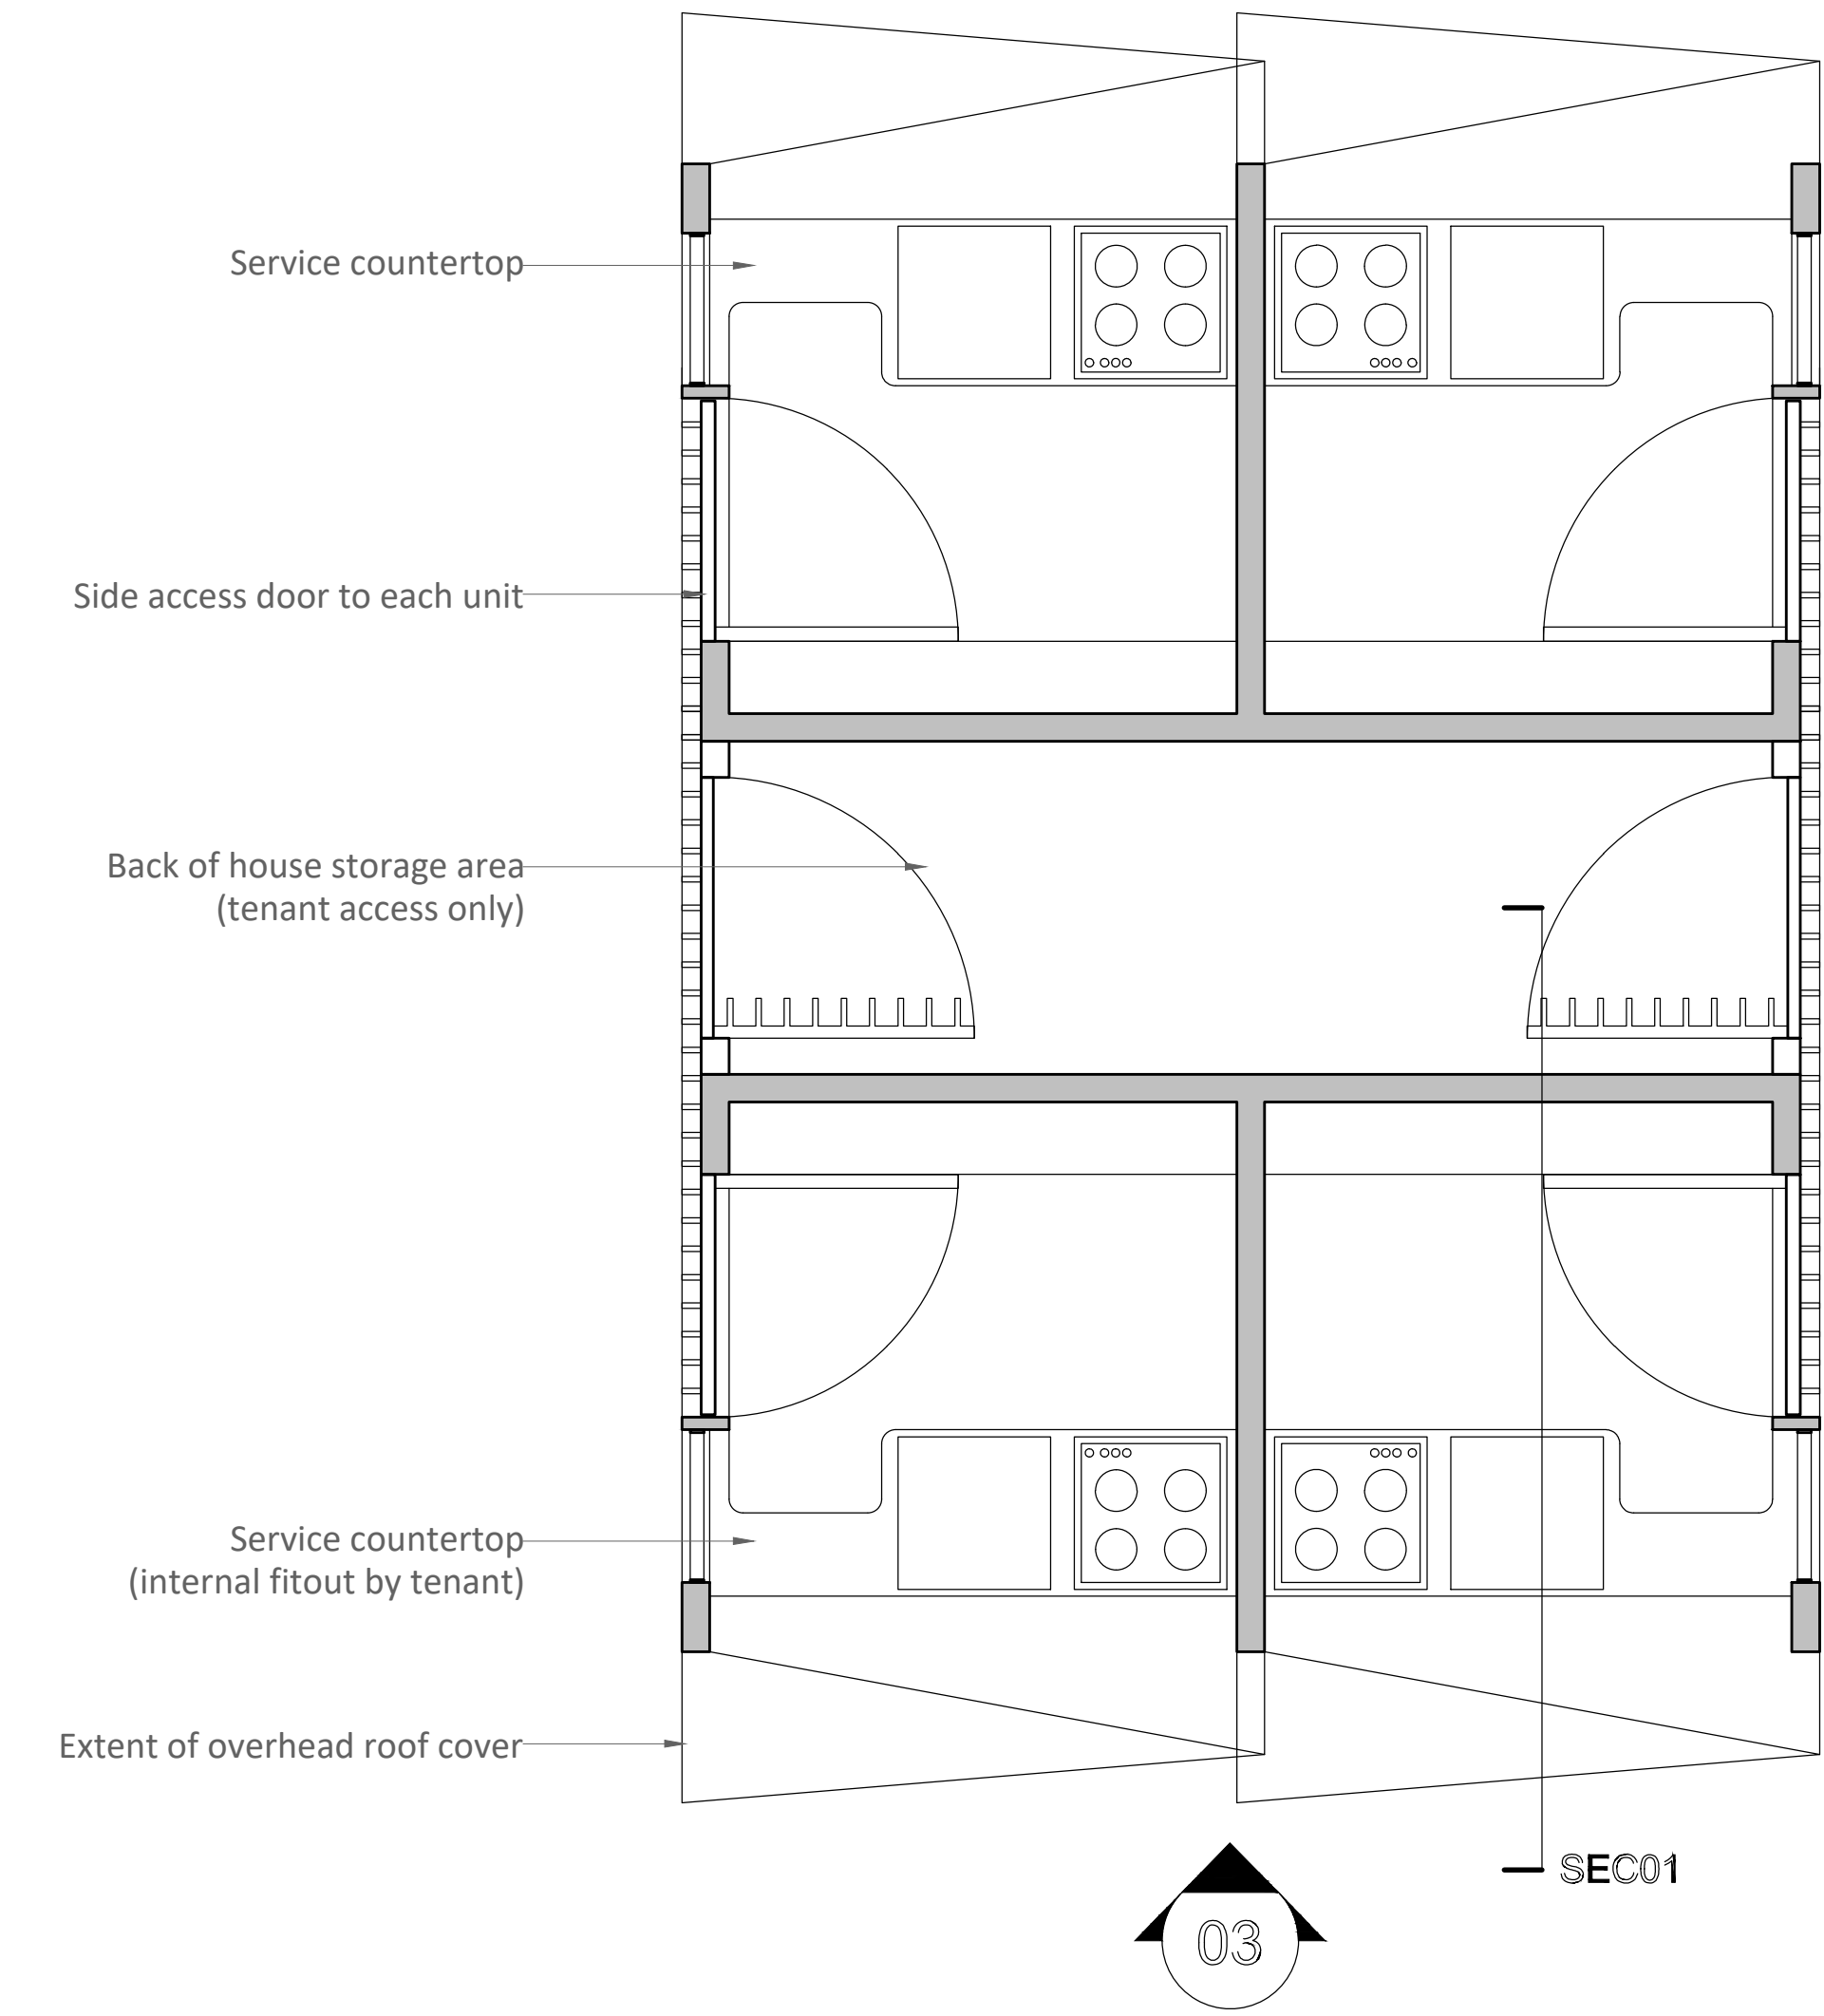 Service countertop
Side access door to each unit
Back of house storage area
(tenant access only)
Service countertop
(internal fitout by tenant)
Extent of overhead roof cover
SEC01
03